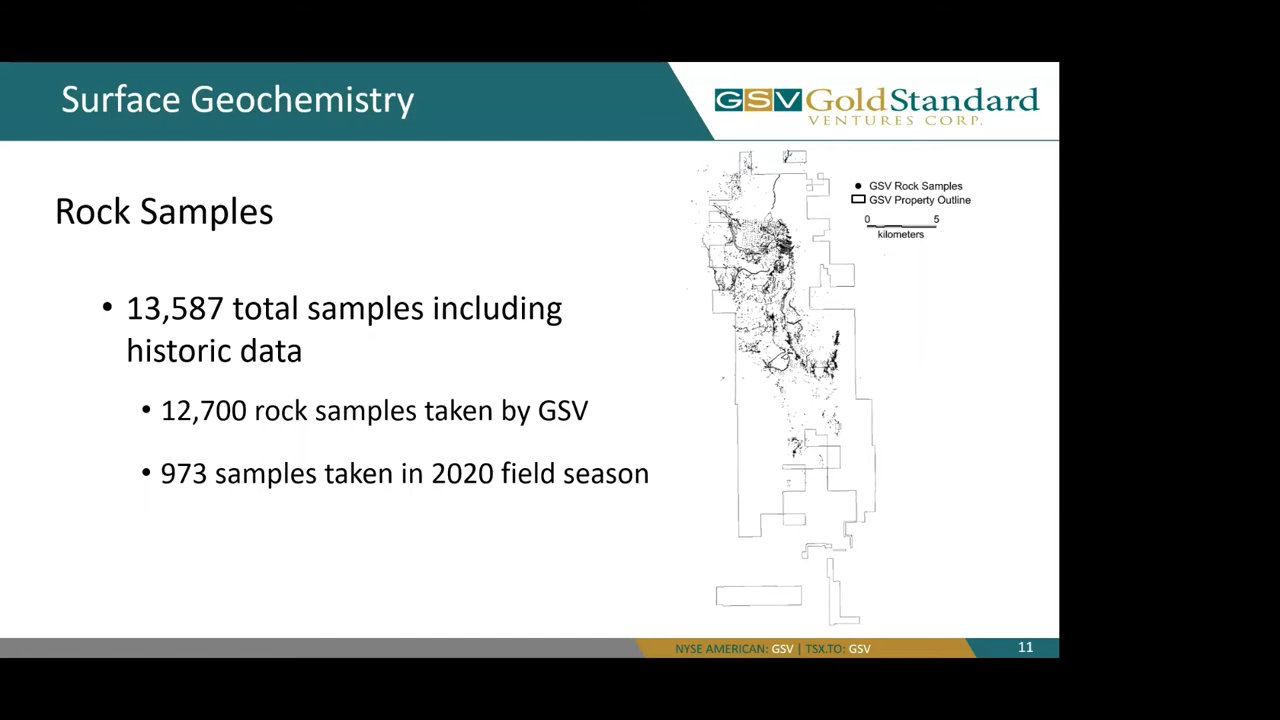 Surface Geochemistry
GSV GoldStandard
VENTURES CORP.
Rock Samples
• 13,587 total samples including
historic data
• 12,700 rock samples taken by GSV
• 973 samples taken in 2020 field season
GSV Rock Samples
GSV Property Outline
0 5
kilometers
NYSE AMERICAN: GSV | TSX.TO: GSV
11